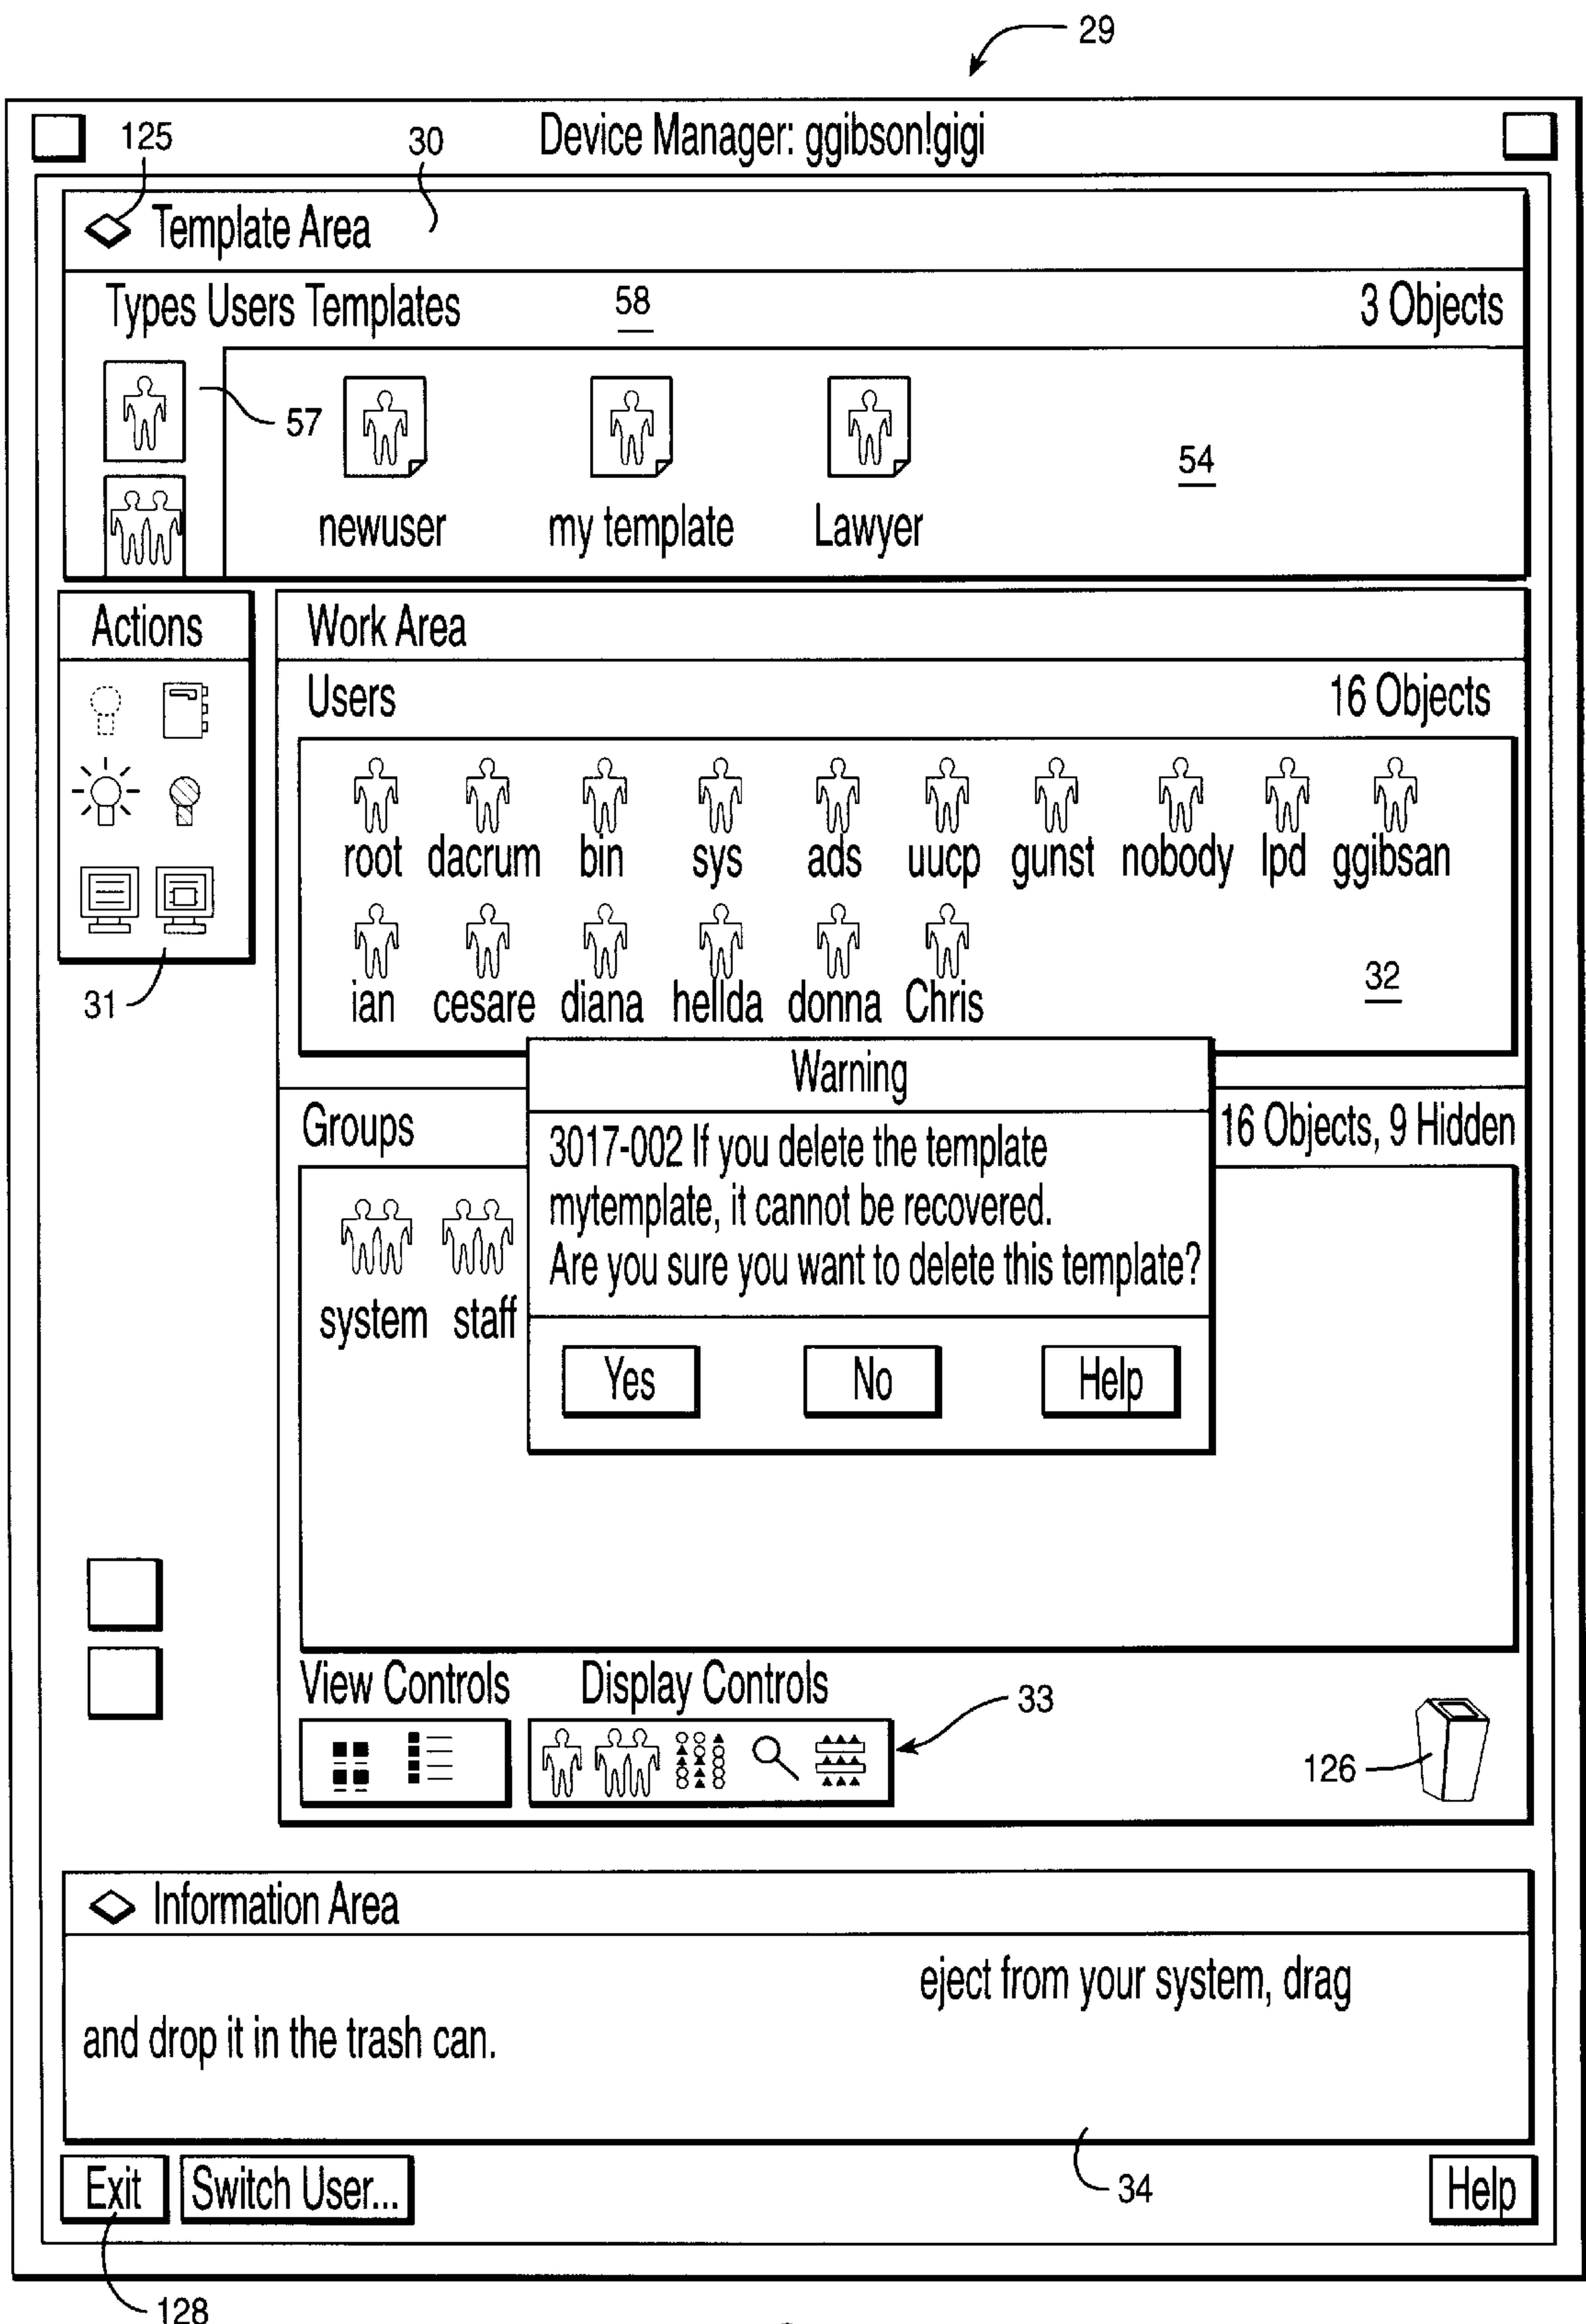 29
125
30
Device Manager: ggibson!gigi
Template Area
Types Users Templates
58
3 Objects
57
54
newuser
my template
Lawyer
Actions
31
Work Area
Users
16 Objects
root dacrum bin sys ads uucp gunst nobody lpd ggibsan
ian cesare diana hellda donna Chris
32
Groups
16 Objects, 9 Hidden
system staff
Warning
3017-002 If you delete the template
mytemplate, it cannot be recovered.
Are you sure you want to delete this template?
Yes
No
Help
View Controls
Display Controls
33
126
Information Area
eject from your system, drag
and drop it in the trash can.
34
Exit
Switch User...
Help
128